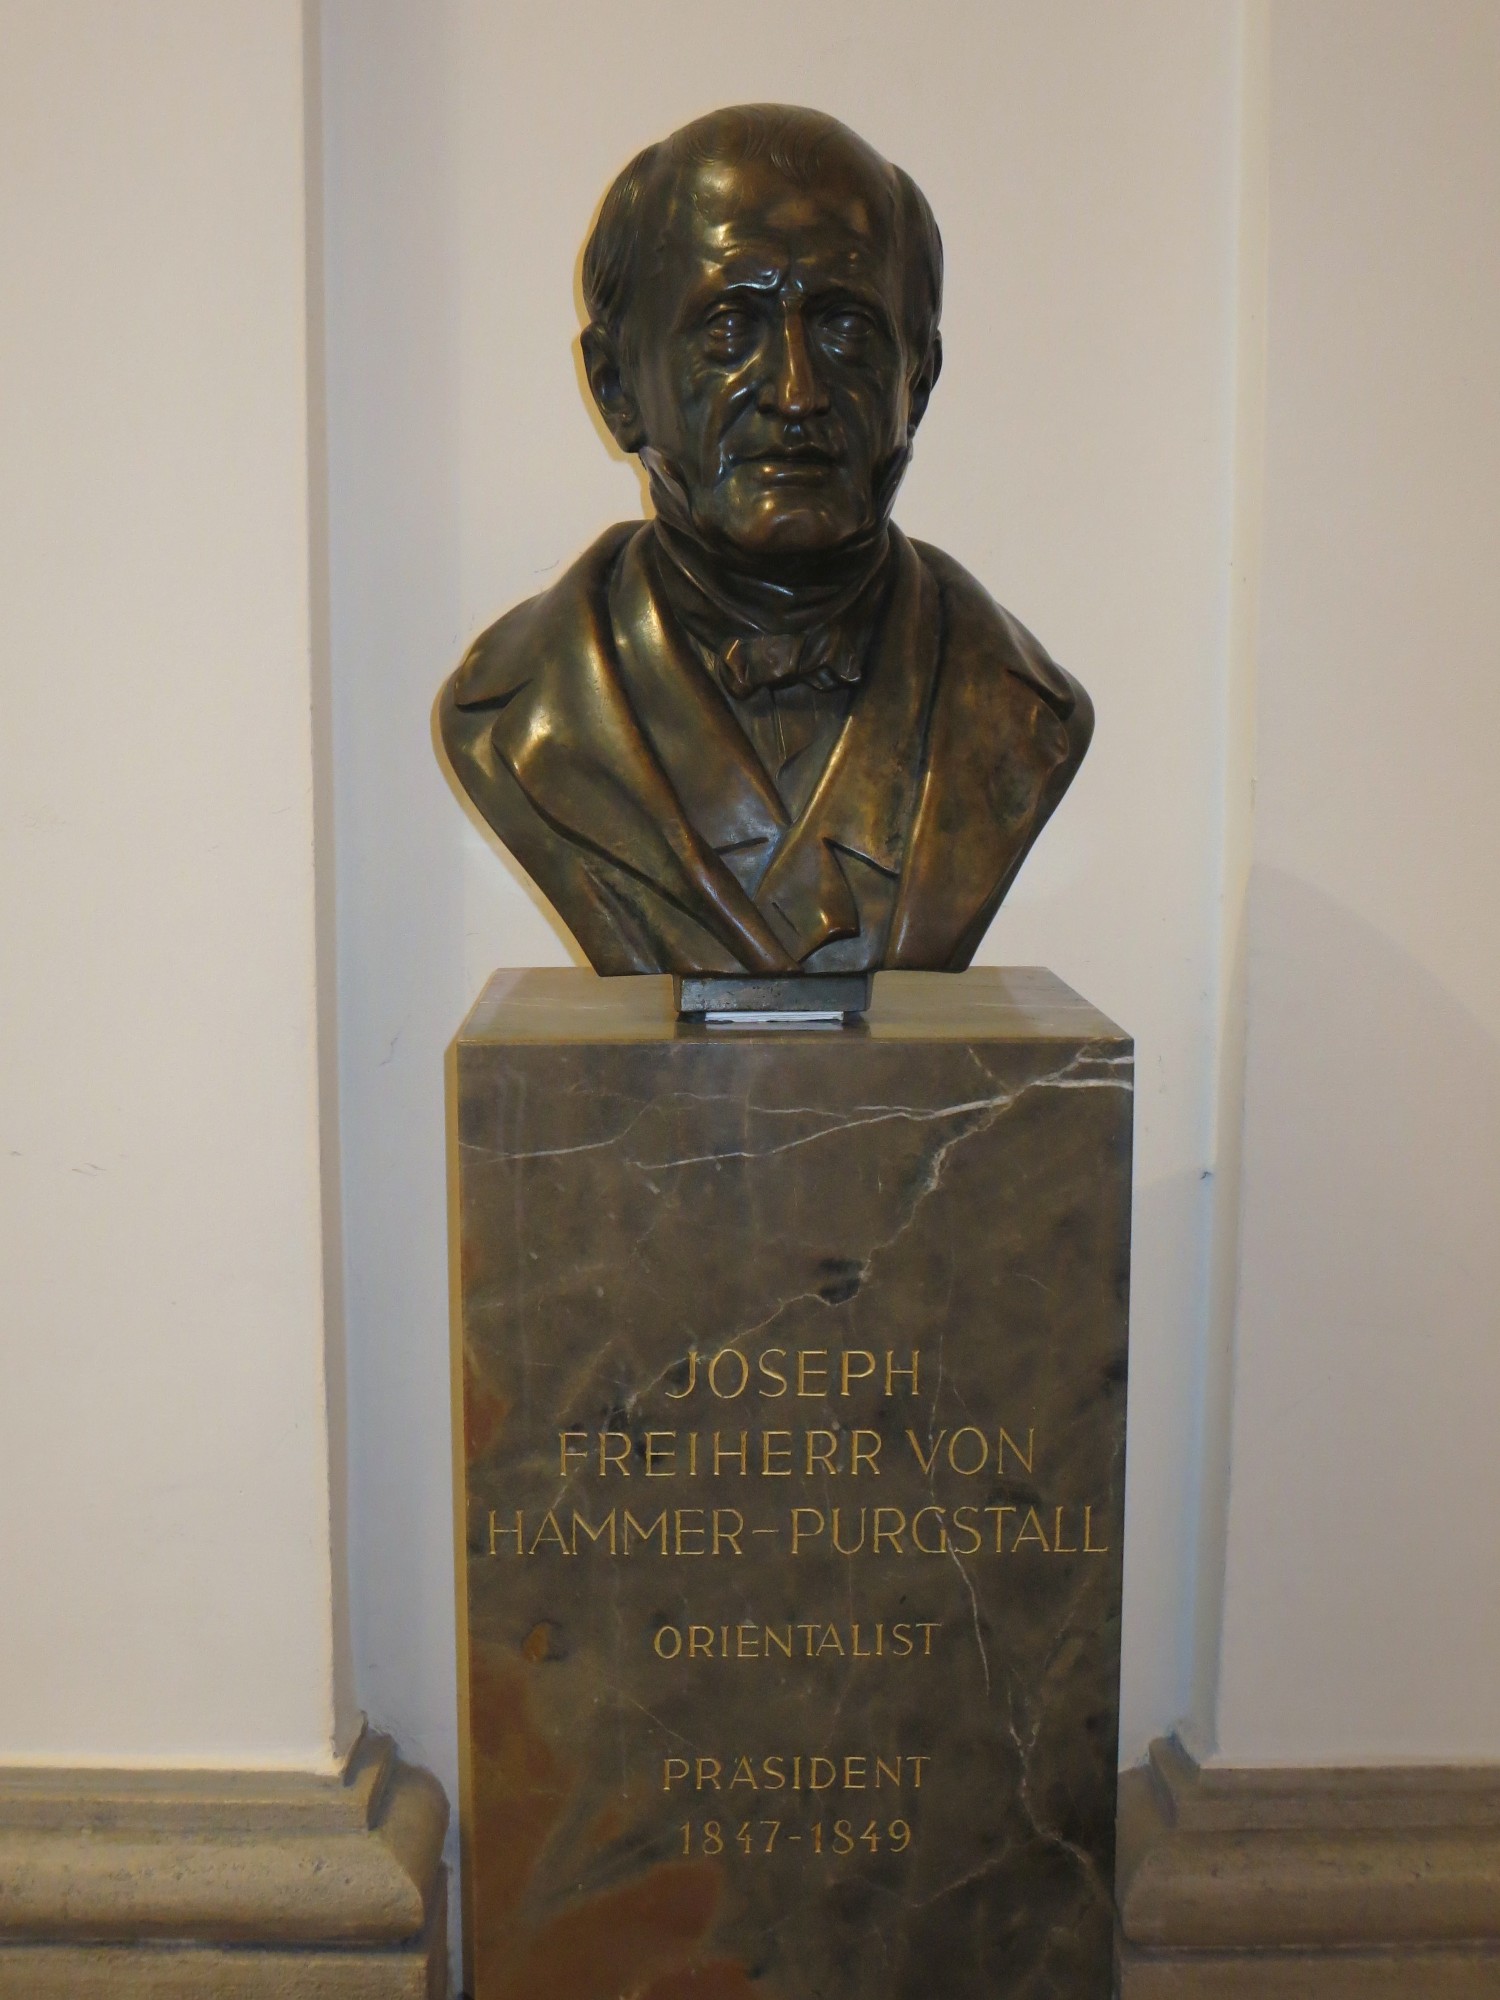 JOSEPH
FREIHERR VON
HAMMER-PURGSTALL
ORIENTALIST
PRÄSIDENT
1847-1849